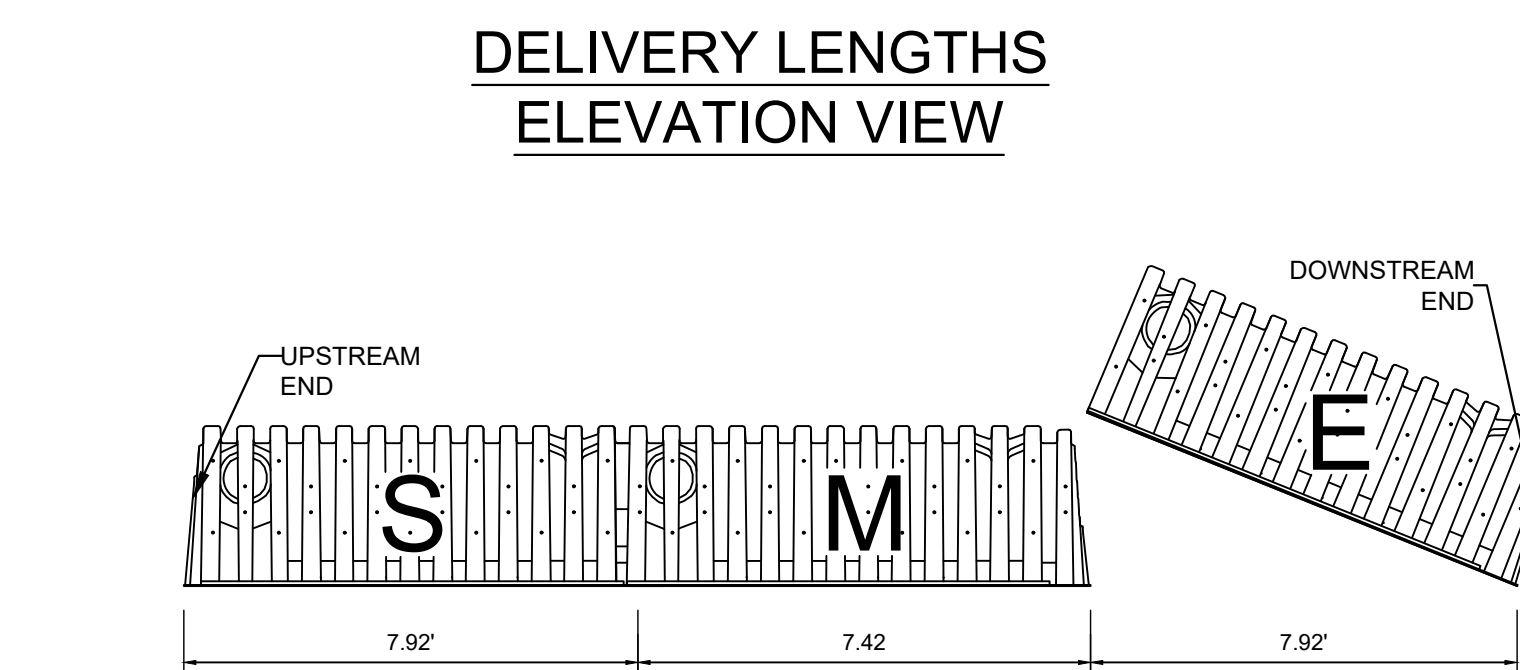 DELIVERY LENGTHS
ELEVATION VIEW
DOWNSTREAM
END
UPSTREAM
END
S
M
E
7.92'
7.42
7.92'